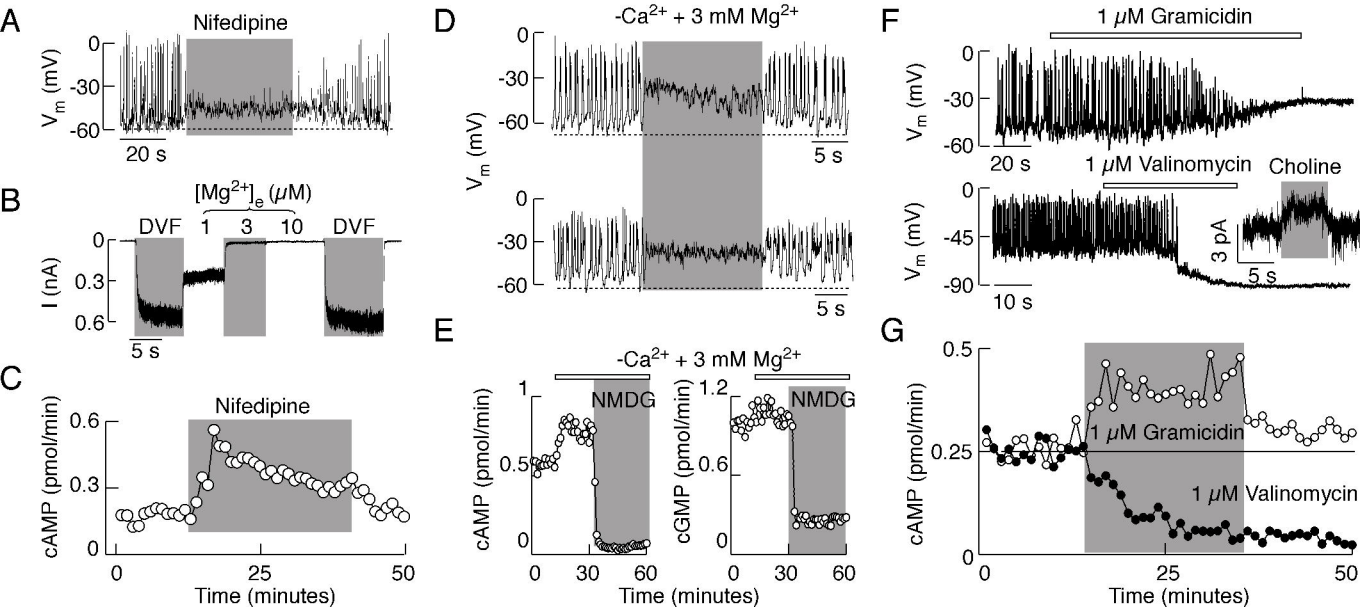 A
Nifedipine
0
-30
-60
Vm (mV)
20 s
B
[Mg2+]e (µM)
DVF 1 3 10 DVF
0
0.3
0.6
I (nA)
5 s
C
Nifedipine
0.6
0.3
0
cAMP (pmol/min)
0 25 50
Time (minutes)
D
-Ca2+ + 3 mM Mg2+
0
-30
-60
5 s
Vm (mV)
0
-30
-60
5 s
E
-Ca2+ + 3 mM Mg2+
NMDG
1
0.5
0
cAMP (pmol/min)
0 30 60
NMDG
1.2
0.6
0
cGMP (pmol/min)
0 30 60
Time (minutes)
F
1 µM Gramicidin
0
-30
-60
Vm (mV)
20 s
1 µM Valinomycin
0
-45
-90
Vm (mV)
10 s
Choline
3 pA
5 s
G
0.5
0.25
0
cAMP (pmol/min)
1 µM Gramicidin
1 µM Valinomycin
0 25 50
Time (minutes)